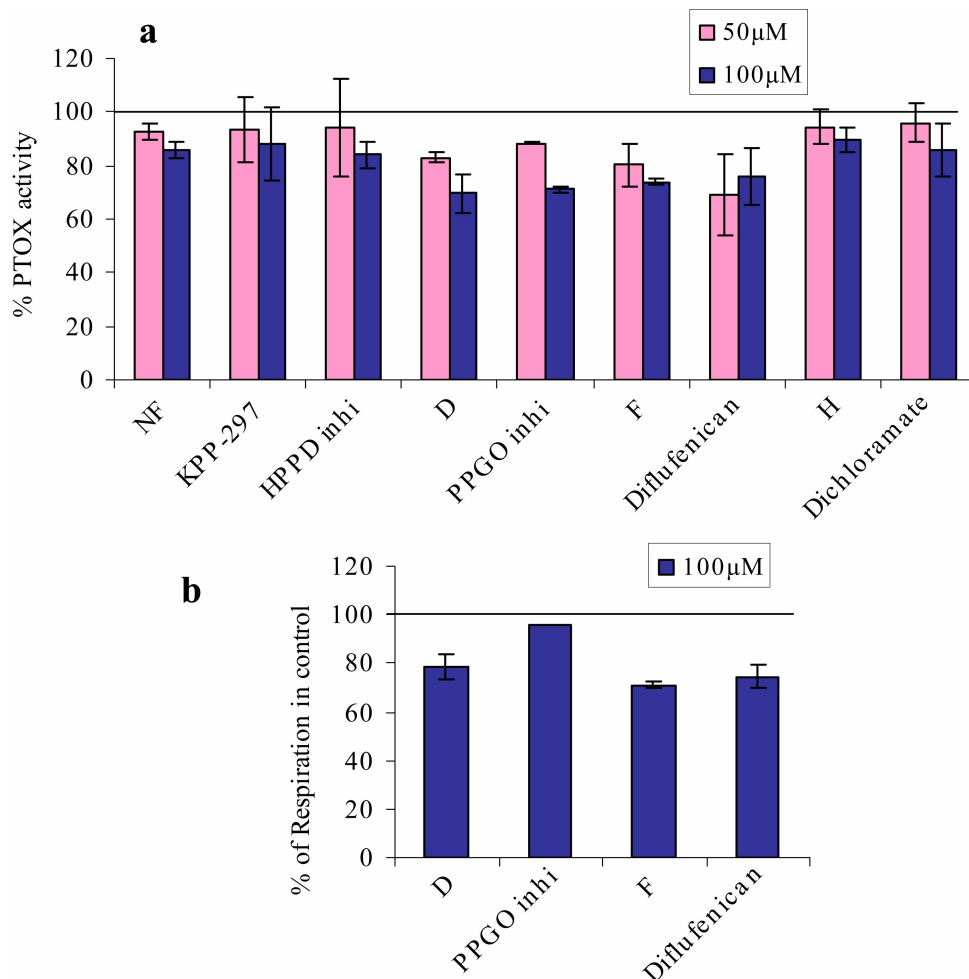 a
50μM
100μM
120
100
80
60
40
20
0
% PTOX activity
NF
KPP-297
HPPD inhi
D
PPGO inhi
F
Diflufenican
H
Dichloramate
b
100μM
120
100
80
60
40
20
0
% of Respiration in control
D
PPGO inhi
F
Diflufenican